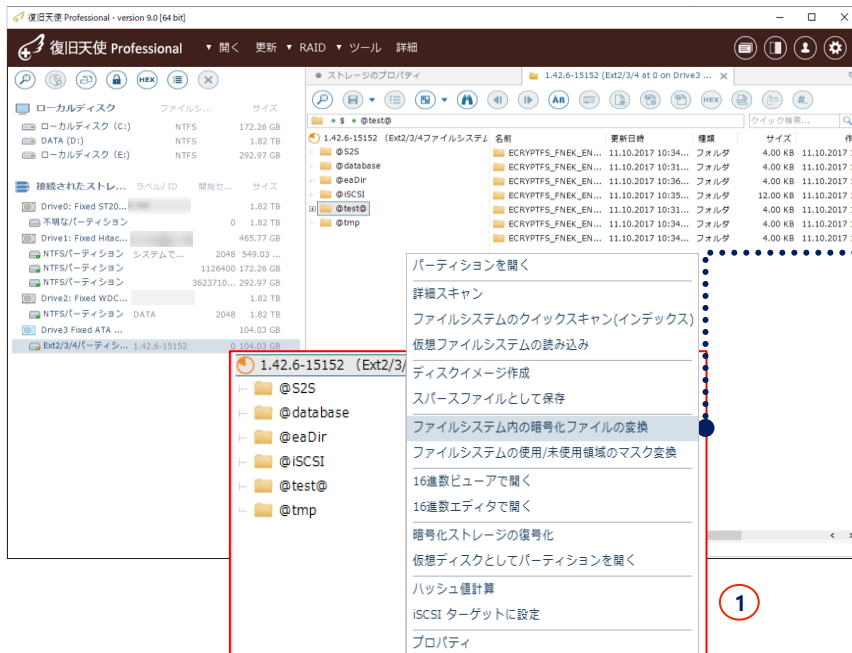 復旧天使 Professional - version 9.0 [64 bit]
復旧天使 Professional ▼ 開く 更新 ▼ RAID ▼ ツール 詳細
HEX
ストレージのプロパティ
1.42.6-15152 (Ext2/3/4 at 0 on Drive3 ...
AB HEX
$ @test@
クイック検索...
ローカルディスク ファイルシ... サイズ
ローカルディスク (C:) NTFS 172.26 GB
DATA (D:) NTFS 1.82 TB
ローカルディスク (E:) NTFS 292.97 GB
接続されたストレ... ラベル/ ID 開始セ... サイズ
Drive0: Fixed ST20... 1.82 TB
不明なパーティション 0 1.82 TB
Drive1: Fixed Hitac... 465.77 GB
NTFSパーティション システムで... 2048 549.03 ...
NTFSパーティション 1126400 172.26 GB
NTFSパーティション 3623710... 292.97 GB
Drive2: Fixed WDC... 1.82 TB
NTFSパーティション DATA 2048 1.82 TB
Drive3 Fixed ATA ... 104.03 GB
Ext2/3/4パーティシ... 1.42.6-15152 0 104.03 GB
1.42.6-15152 （Ext2/3/4ファイルシステム
@S2S
@database
@eaDir
@iSCSI
@test@
@tmp
名前 更新日時 種類 サイズ 作
ECRYPTFS_FNEK_EN... 11.10.2017 10:34... フォルダ 4.00 KB 11.10.2017
ECRYPTFS_FNEK_EN... 11.10.2017 10:31... フォルダ 4.00 KB 11.10.2017
ECRYPTFS_FNEK_EN... 11.10.2017 10:36... フォルダ 4.00 KB 11.10.2017
ECRYPTFS_FNEK_EN... 11.10.2017 10:35... フォルダ 12.00 KB 11.10.2017
ECRYPTFS_FNEK_EN... 11.10.2017 10:31... フォルダ 4.00 KB 11.10.2017
ECRYPTFS_FNEK_EN... 11.10.2017 10:34... フォルダ 4.00 KB 11.10.2017
ECRYPTFS_FNEK_EN... 11.10.2017 10:34... フォルダ 4.00 KB 11.10.2017
1.42.6-15152 （Ext2/3/
@S2S
@database
@eaDir
@iSCSI
@test@
@tmp
パーティションを開く
詳細スキャン
ファイルシステムのクイックスキャン(インデックス)
仮想ファイルシステムの読み込み
ディスクイメージ作成
スパースファイルとして保存
ファイルシステム内の暗号化ファイルの変換
ファイルシステムの使用/未使用領域のマスク変換
16進数ビューアで開く
16進数エディタで開く
暗号化ストレージの復号化
仮想ディスクとしてパーティションを開く
ハッシュ値計算
iSCSI ターゲットに設定
プロパティ
1